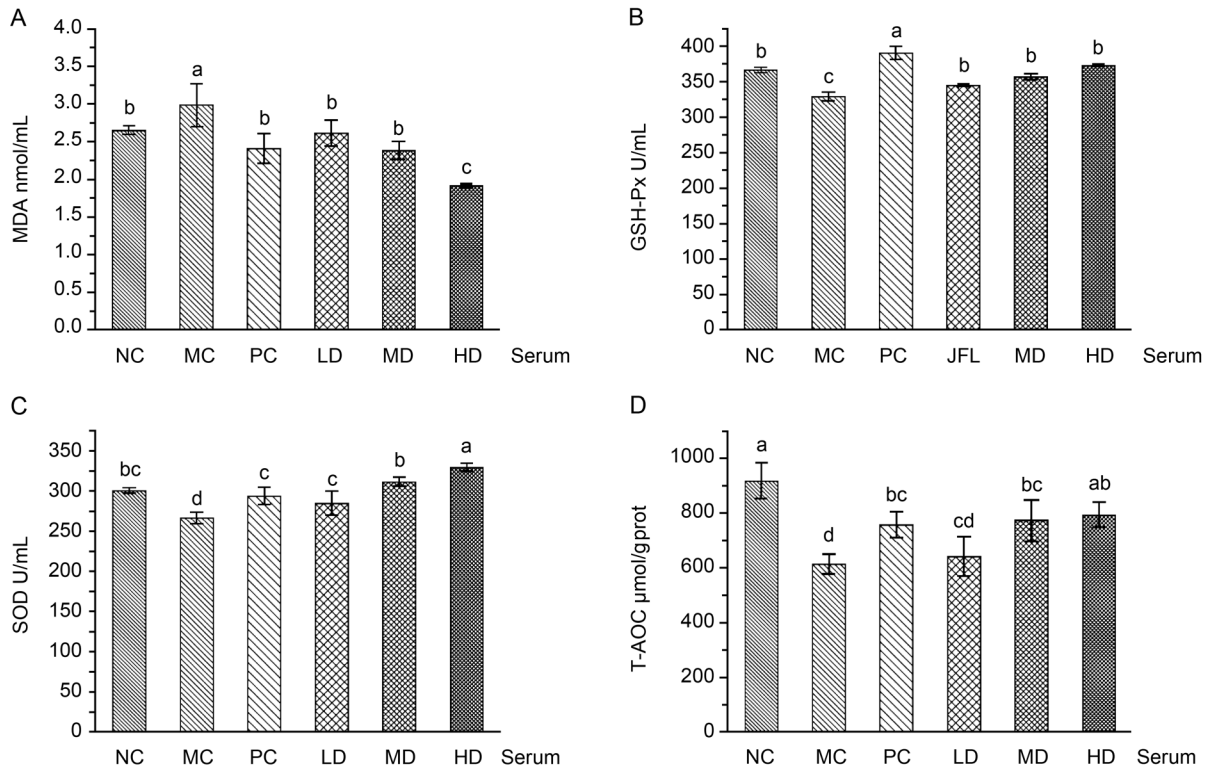 A
MDA nmol/mL
4.0
3.5
3.0
2.5
2.0
1.5
1.0
0.5
0.0
b
a
b
b
b
c
NC MC PC LD MD HD Serum
B
GSH-Px U/mL
400
350
300
250
200
150
100
50
0
b
c
a
b
b
b
NC MC PC JFL MD HD Serum
C
SOD U/mL
350
300
250
200
150
100
50
0
bc
d
c
c
b
a
NC MC PC LD MD HD Serum
D
T-AOC µmol/gprot
1000
800
600
400
200
0
a
d
bc
cd
bc
ab
NC MC PC LD MD HD Serum